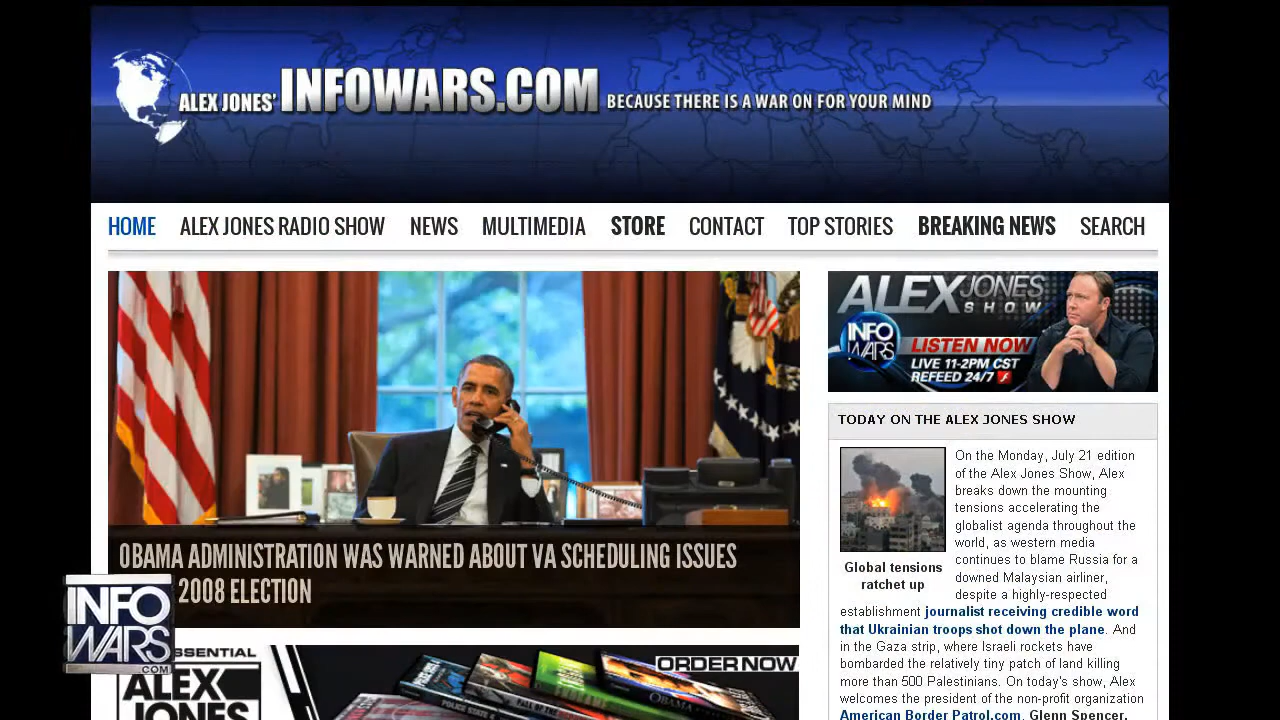 ALEX JONES' INFOWARS.COM BECAUSE THERE IS A WAR ON FOR YOUR MIND
HOME ALEX JONES RADIO SHOW NEWS MULTIMEDIA STORE CONTACT TOP STORIES BREAKING NEWS SEARCH
OBAMA ADMINISTRATION WAS WARNED ABOUT VA SCHEDULING ISSUES
2008 ELECTION
INFO
WARS
.COM
SSENTIAL
ALEX
JONES
ORDER NOW
POLICE STATE 4
OBAMA
ALEX JONES
SHOW
INFO
WARS
LISTEN NOW
LIVE 11-2PM CST
REFEED 24/7
TODAY ON THE ALEX JONES SHOW
Global tensions
ratchet up
On the Monday, July 21 edition
of the Alex Jones Show, Alex
breaks down the mounting
tensions accelerating the
globalist agenda throughout the
world, as western media
continues to blame Russia for a
downed Malaysian airliner,
despite a highly-respected
establishment journalist receiving credible word
that Ukrainian troops shot down the plane. And
in the Gaza strip, where Israeli rockets have
pounded the relatively tiny patch of land killing
more than 500 Palestinians. On today's show, Alex
welcomes the president of the non-profit organization
American Border Patrol.com, Glenn Spencer,